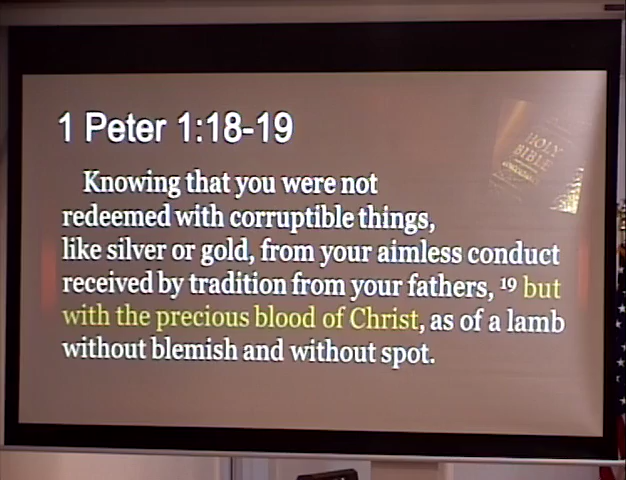 1 Peter 1:18-19
HOLY
BIBLE
Knowing that you were not
redeemed with corruptible things,
like silver or gold, from your aimless conduct
received by tradition from your fathers, ¹⁹ but
with the precious blood of Christ, as of a lamb
without blemish and without spot.